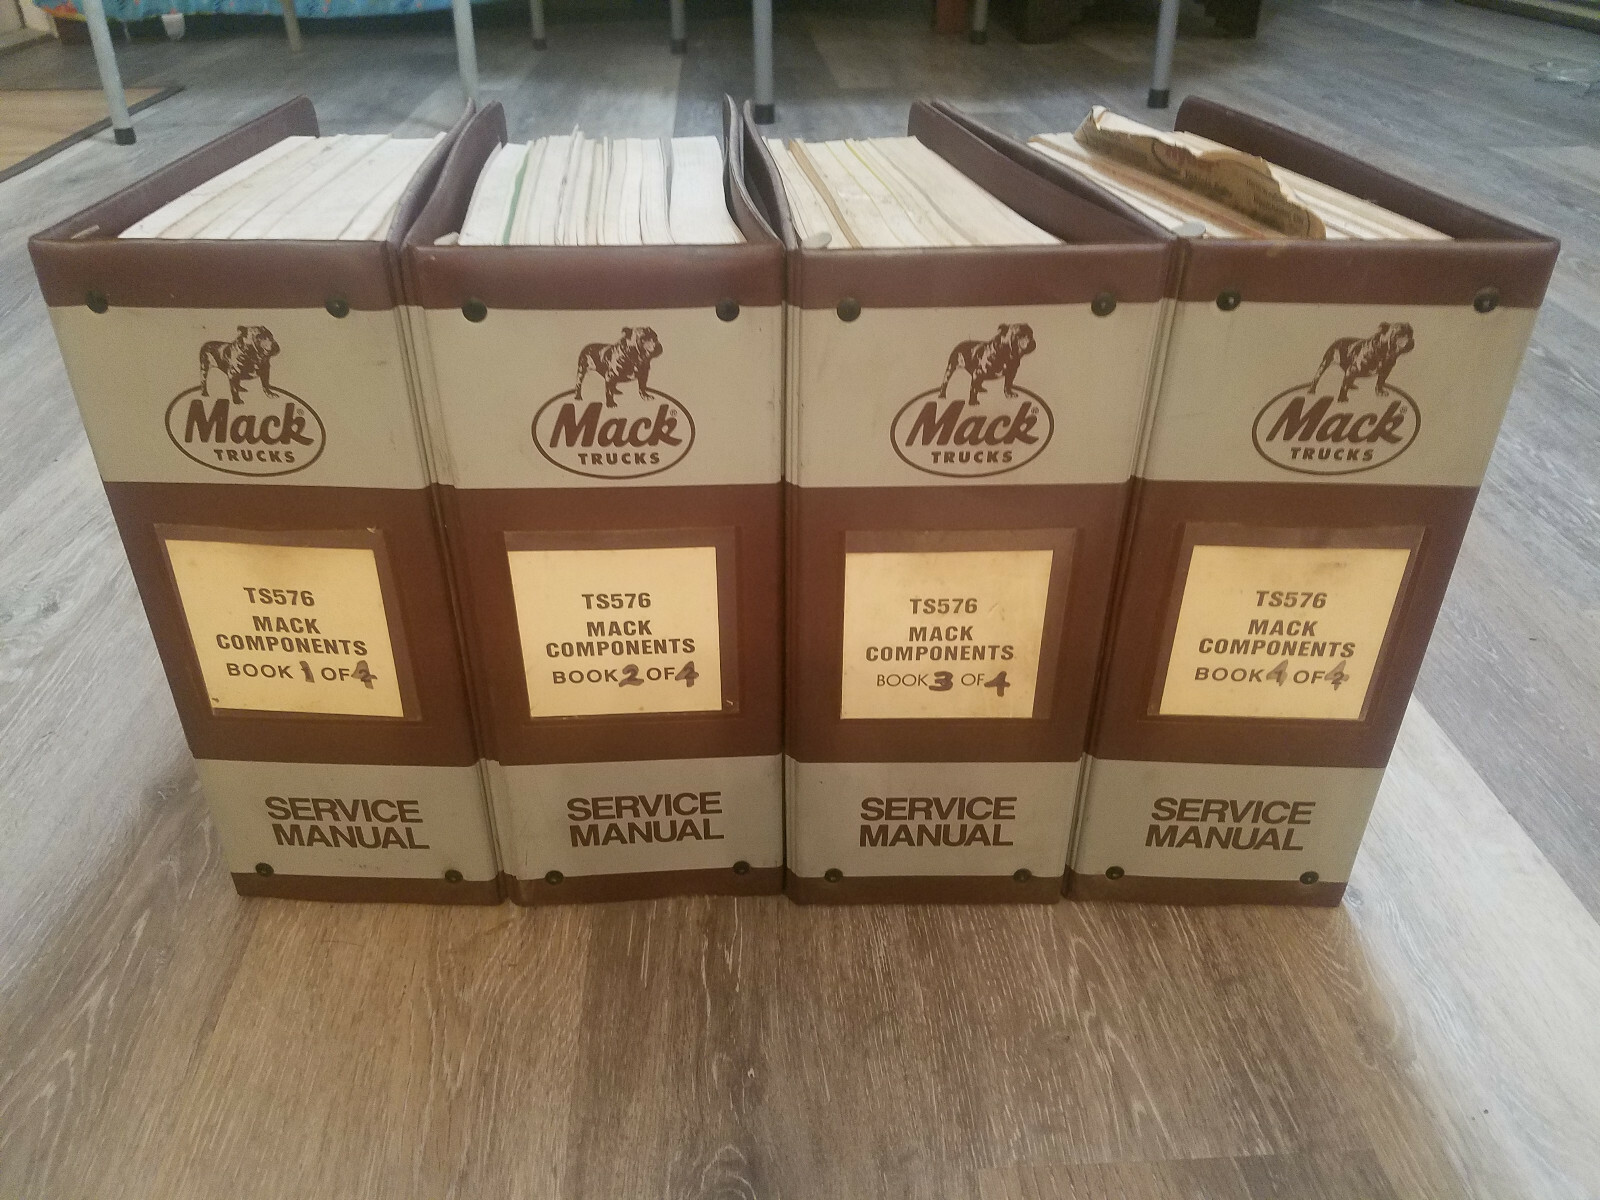 Mack®
TRUCKS
TS576
MACK
COMPONENTS
BOOK 1 OF 4
SERVICE
MANUAL
Mack®
TRUCKS
TS576
MACK
COMPONENTS
BOOK 2 OF 4
SERVICE
MANUAL
Mack®
TRUCKS
TS576
MACK
COMPONENTS
BOOK 3 OF 4
SERVICE
MANUAL
Mack®
TRUCKS
TS576
MACK
COMPONENTS
BOOK 4 OF 4
SERVICE
MANUAL